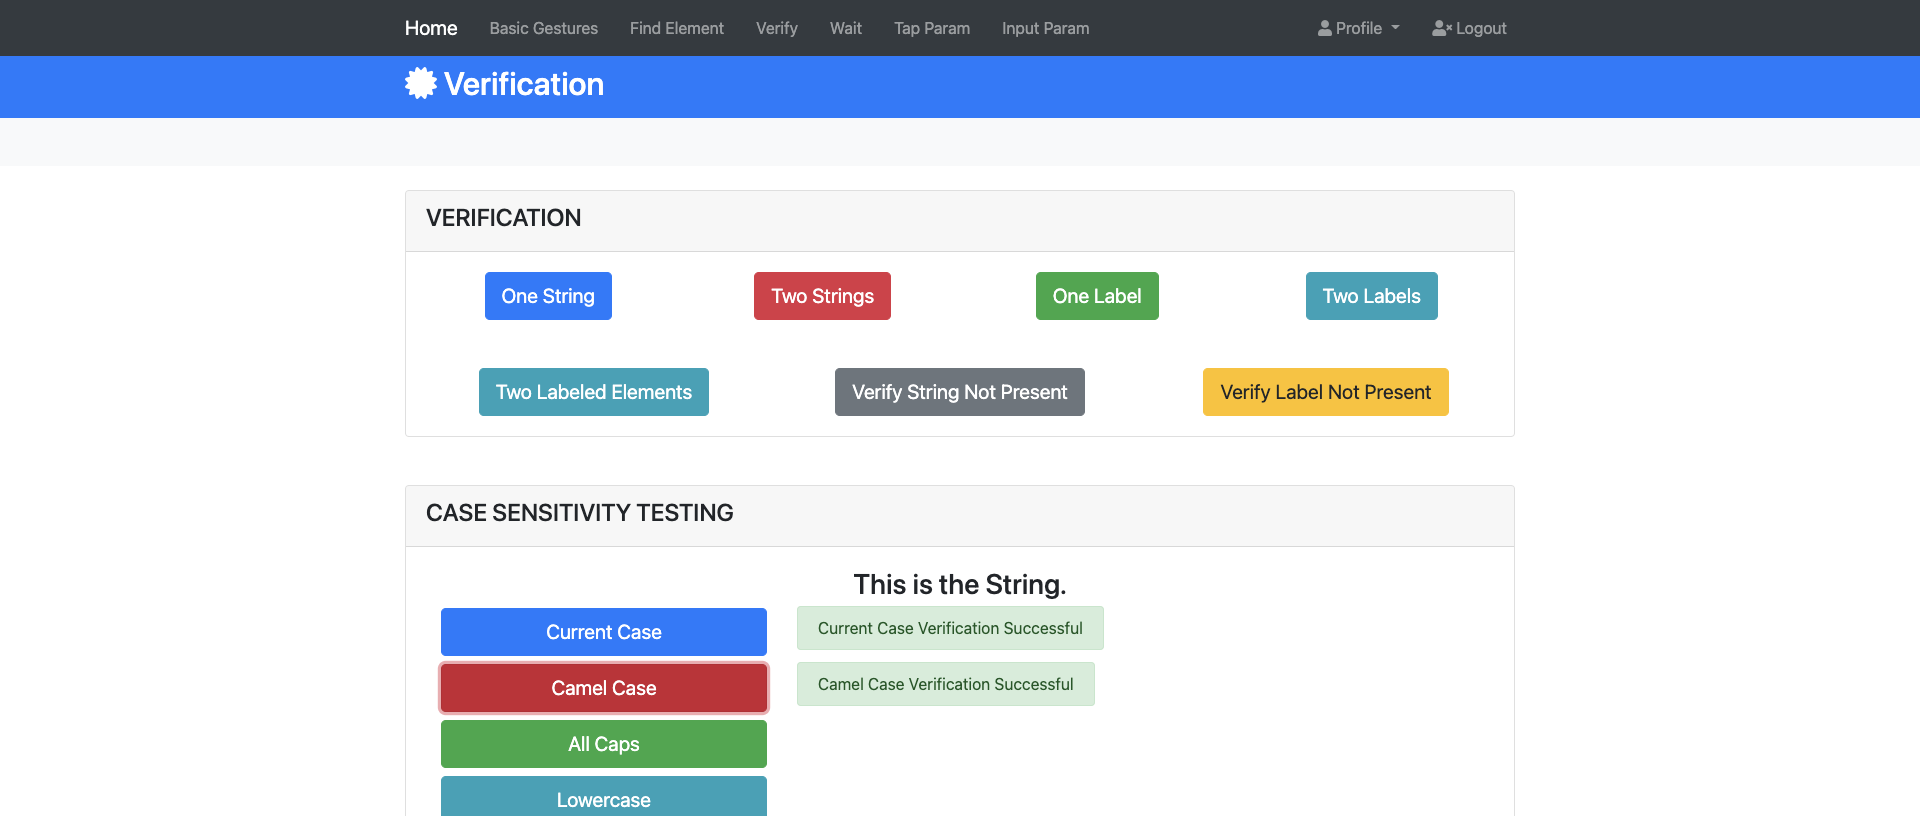 Home Basic Gestures Find Element Verify Wait Tap Param Input Param Profile Logout
Verification
VERIFICATION
One String Two Strings One Label Two Labels
Two Labeled Elements Verify String Not Present Verify Label Not Present
CASE SENSITIVITY TESTING
This is the String.
Current Case Current Case Verification Successful
Camel Case Camel Case Verification Successful
All Caps
Lowercase